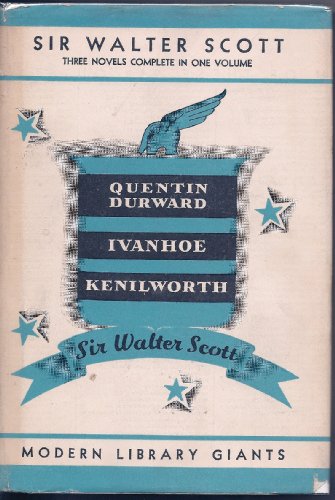 SIR WALTER SCOTT
THREE NOVELS COMPLETE IN ONE VOLUME
QUENTIN
DURWARD
IVANHOE
KENILWORTH
Sir Walter Scott
MODERN LIBRARY GIANTS